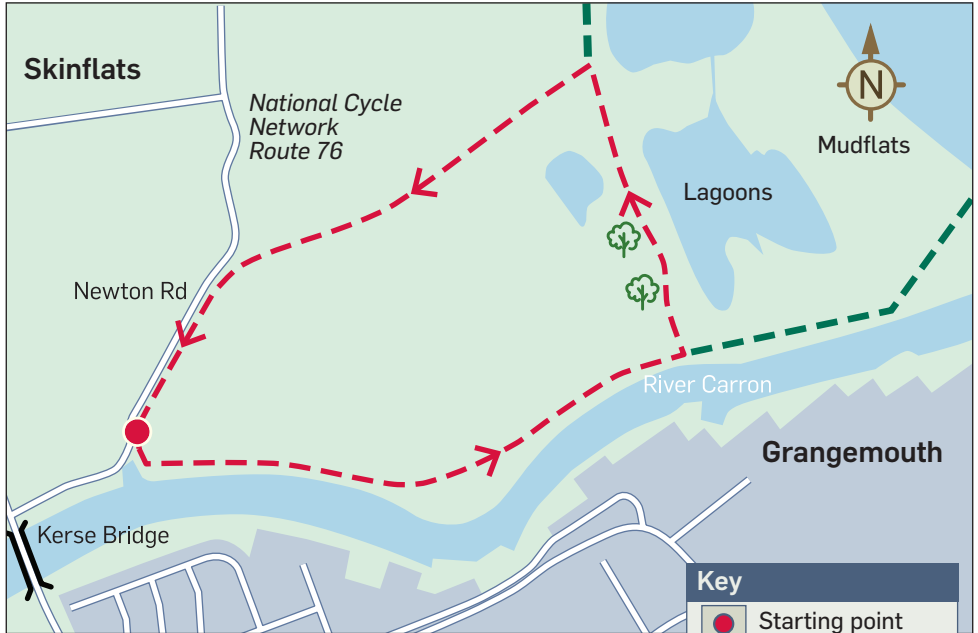 Skinflats
National Cycle
Network
Route 76
N
Mudflats
Lagoons
Newton Rd
River Carron
Grangemouth
Kerse Bridge
Key
Starting point